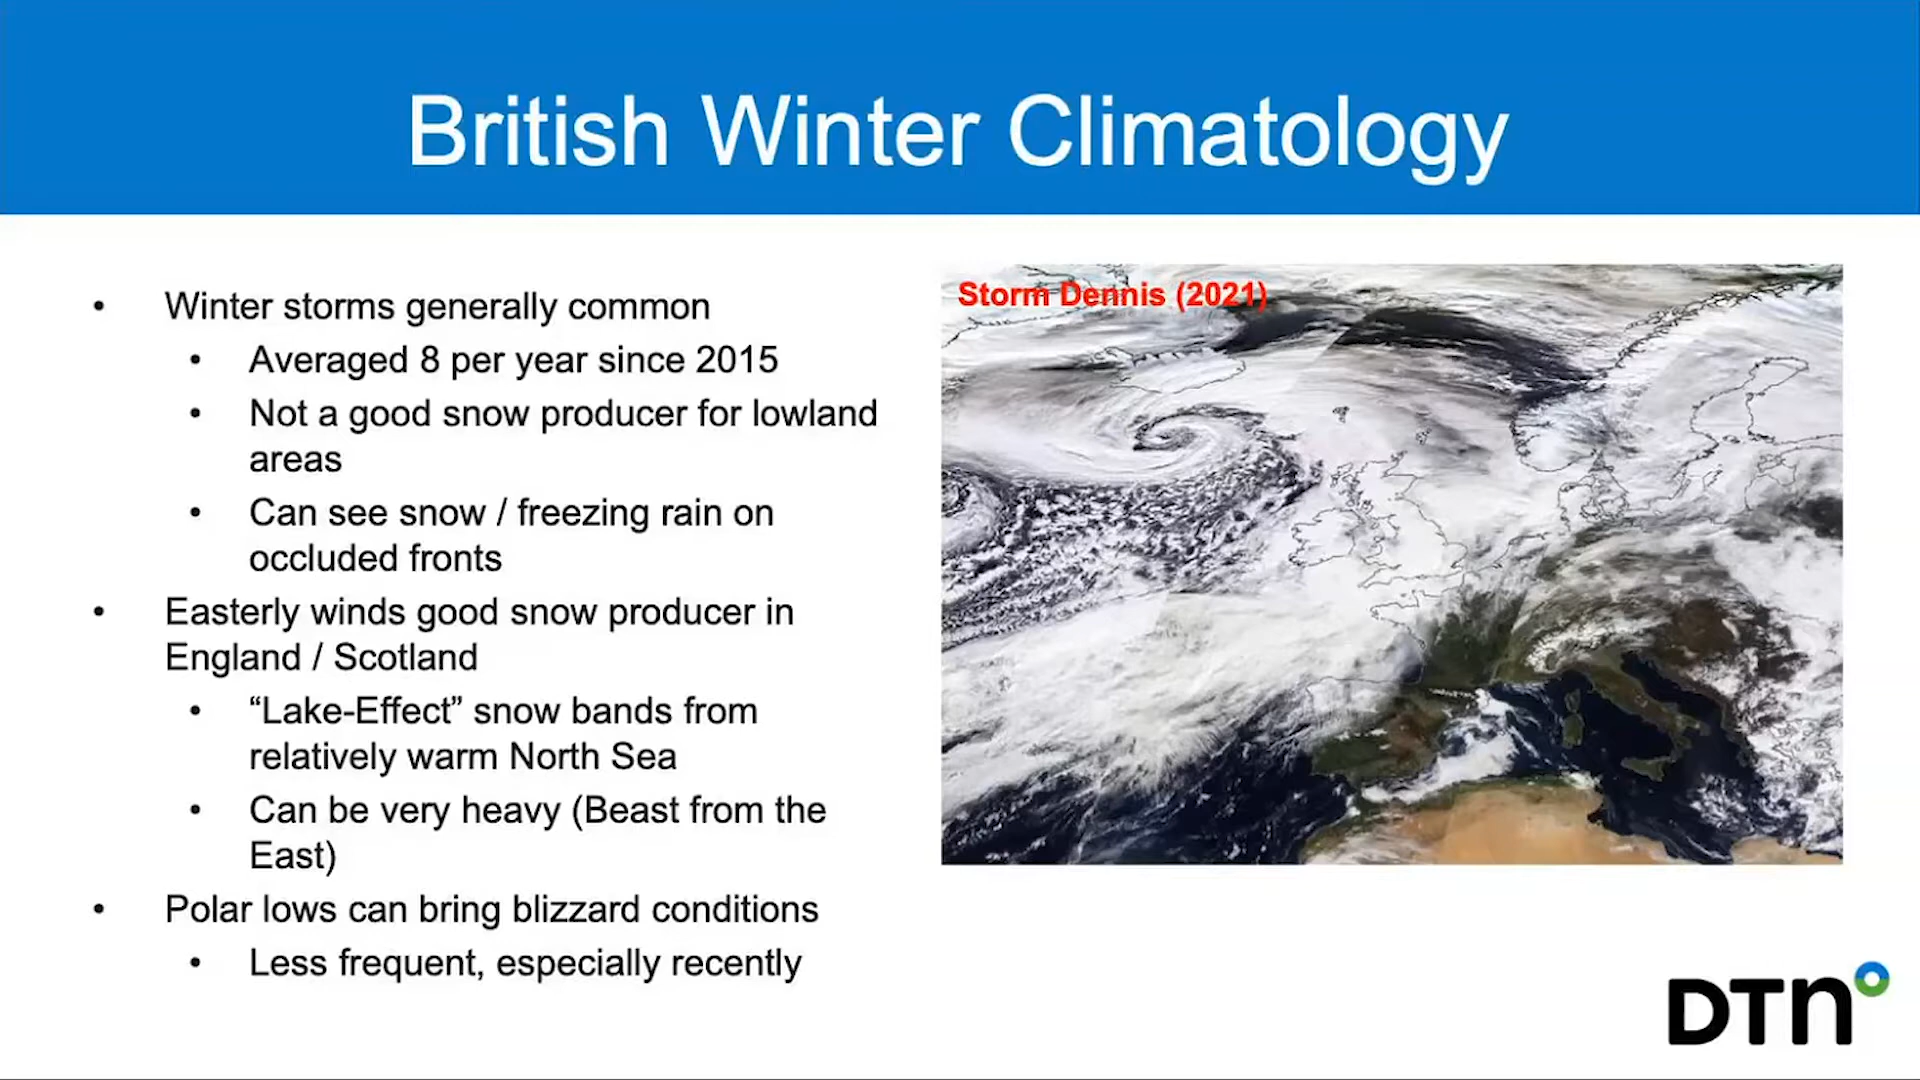 British Winter Climatology
• Winter storms generally common
• Averaged 8 per year since 2015
• Not a good snow producer for lowland
areas
• Can see snow / freezing rain on
occluded fronts
• Easterly winds good snow producer in
England / Scotland
• “Lake-Effect” snow bands from
relatively warm North Sea
• Can be very heavy (Beast from the
East)
• Polar lows can bring blizzard conditions
• Less frequent, especially recently
Storm Dennis (2021)
DTN